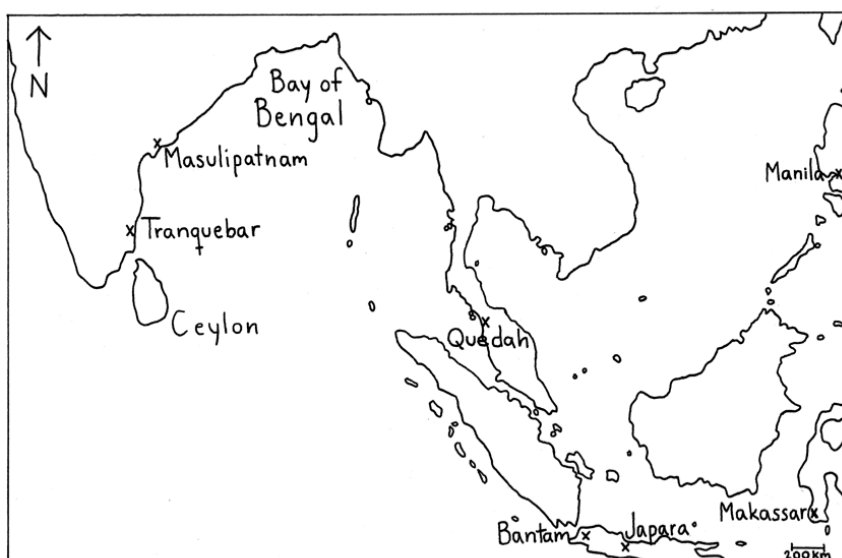 N
Bay of
Bengal
Masulipatnam
Manila
Tranquebar
Ceylon
Quedah
Makassar
Bantam
Japara
200km